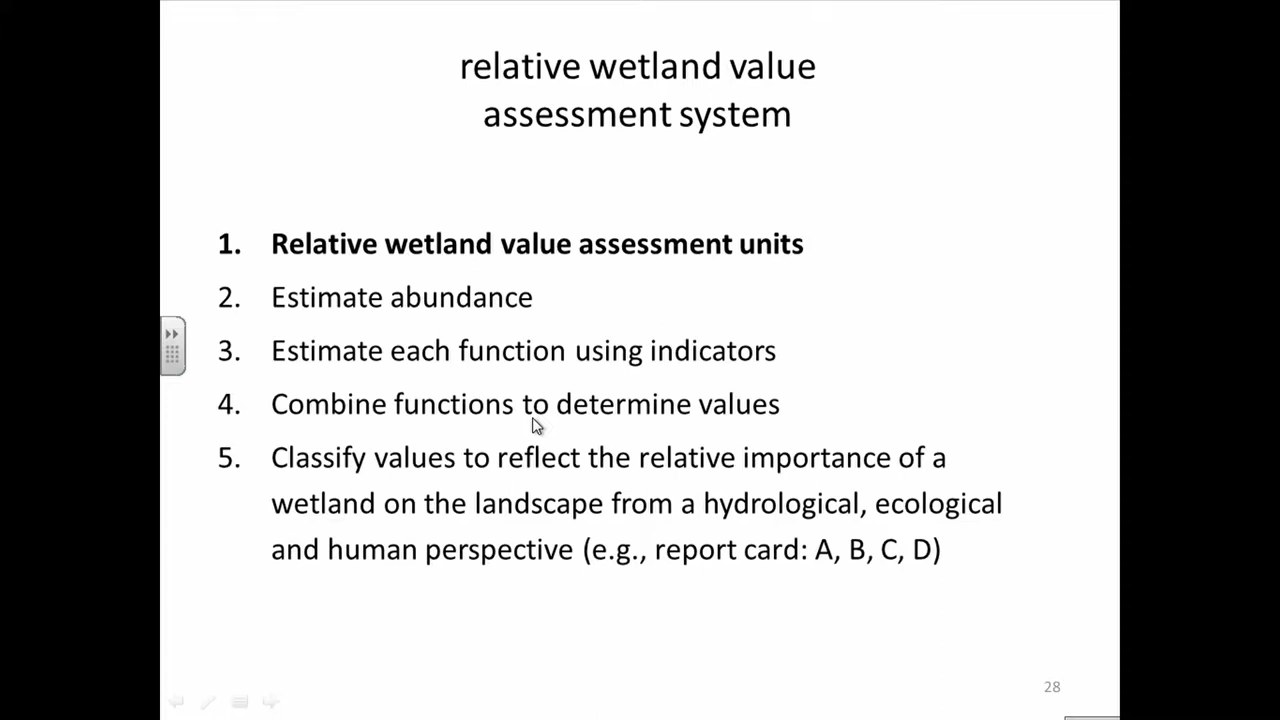 relative wetland value
assessment system
1. Relative wetland value assessment units
2. Estimate abundance
3. Estimate each function using indicators
4. Combine functions to determine values
5. Classify values to reflect the relative importance of a
wetland on the landscape from a hydrological, ecological
and human perspective (e.g., report card: A, B, C, D)
28